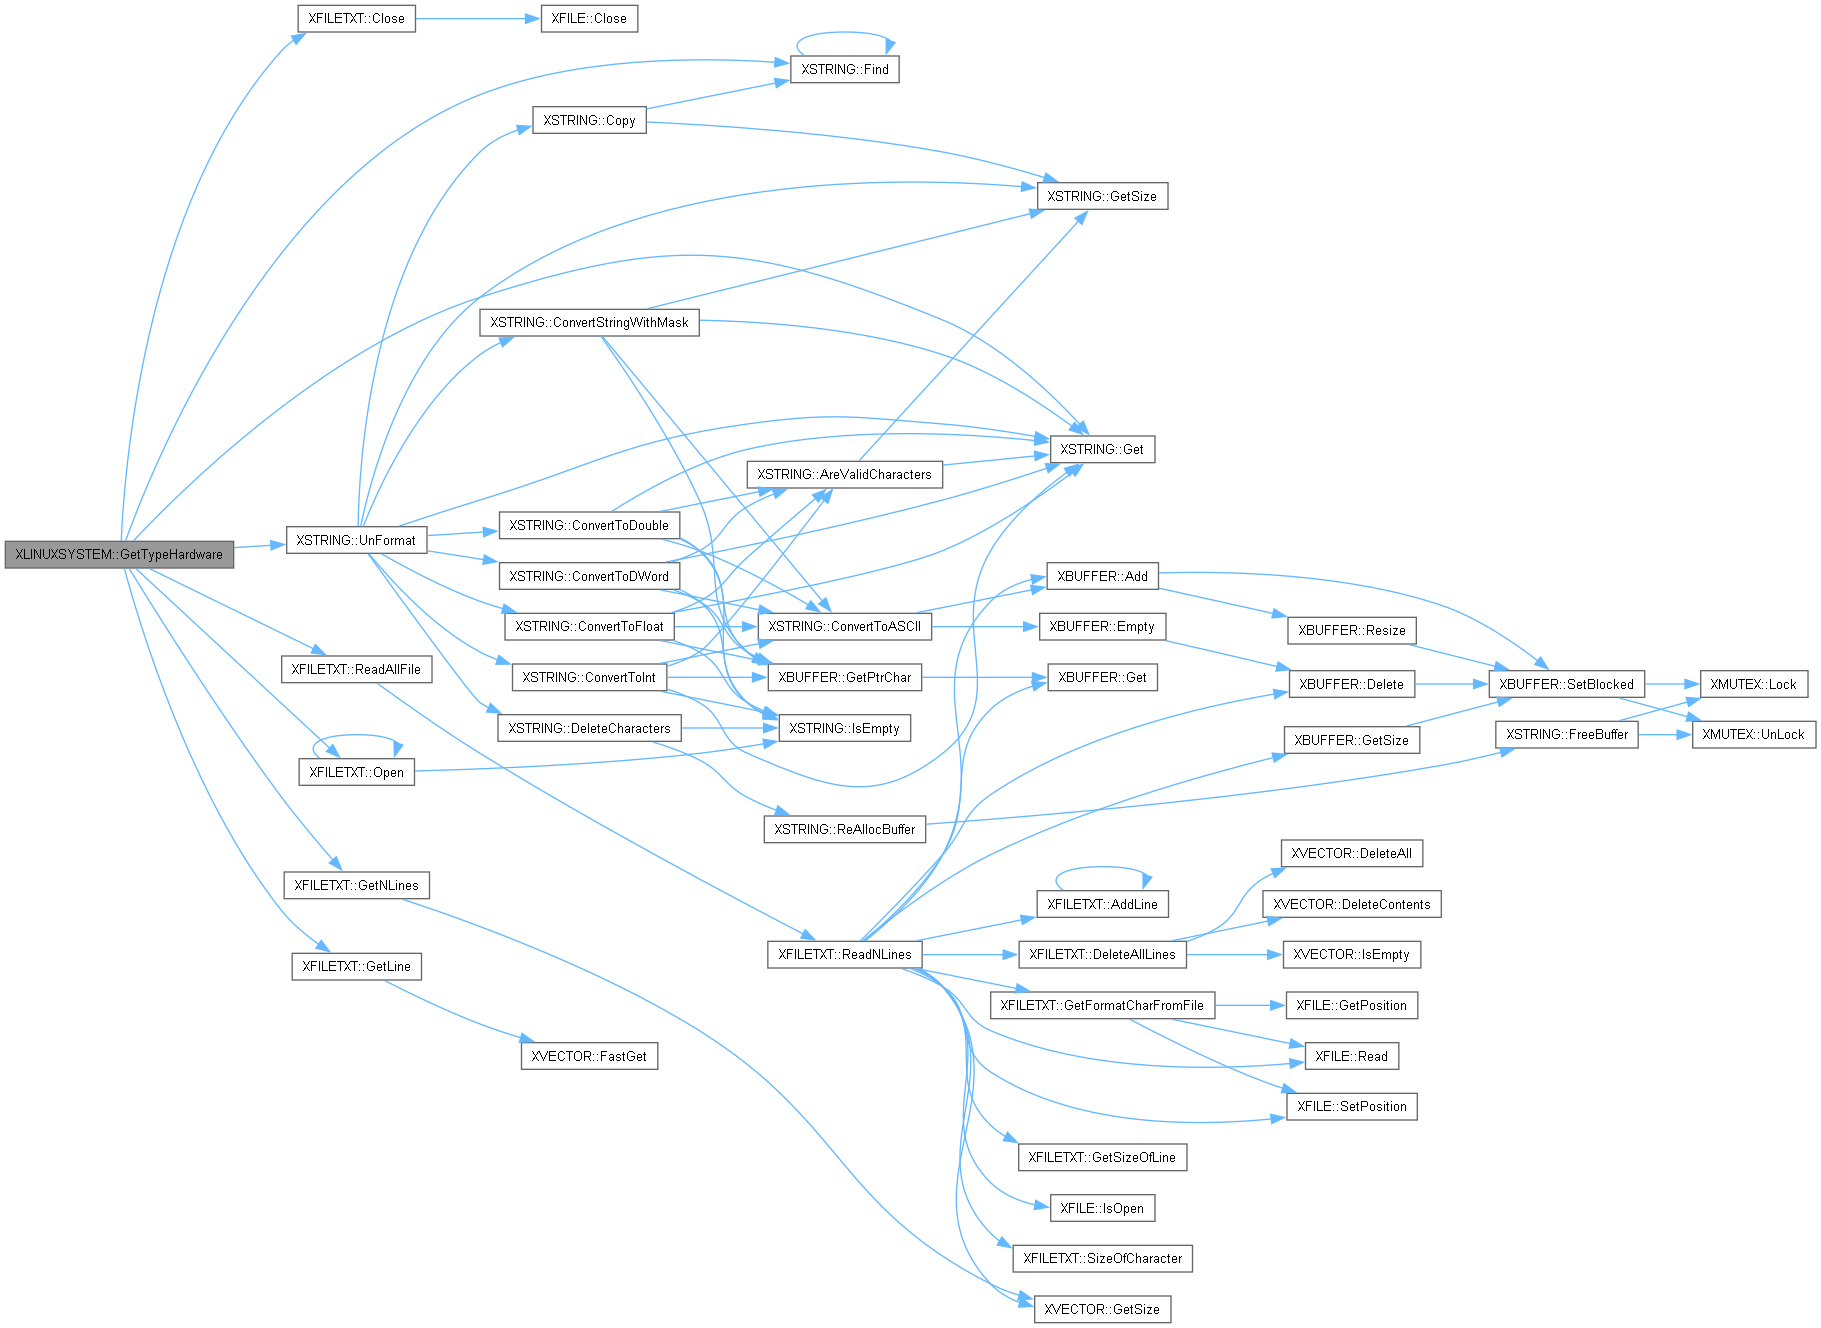 XFILETXT::Close
XFILE::Close
XSTRING::Find
XSTRING::Copy
XSTRING::GetSize
XSTRING::ConvertStringWithMask
XSTRING::Get
XSTRING::AreValidCharacters
XSTRING::ConvertToDouble
XSTRING::UnFormat
XLINUXSYSTEM::GetTypeHardware
XSTRING::ConvertToDWord
XBUFFER::Add
XSTRING::ConvertToFloat
XSTRING::ConvertToASCII
XBUFFER::Empty
XBUFFER::Resize
XFILETXT::ReadAllFile
XSTRING::ConvertToInt
XBUFFER::GetPtrChar
XBUFFER::Get
XBUFFER::Delete
XBUFFER::SetBlocked
XMUTEX::Lock
XSTRING::DeleteCharacters
XSTRING::IsEmpty
XBUFFER::GetSize
XSTRING::FreeBuffer
XMUTEX::UnLock
XFILETXT::Open
XSTRING::ReAllocBuffer
XVECTOR::DeleteAll
XFILETXT::GetNLines
XFILETXT::AddLine
XVECTOR::DeleteContents
XFILETXT::GetLine
XFILETXT::ReadNLines
XFILETXT::DeleteAllLines
XVECTOR::IsEmpty
XFILETXT::GetFormatCharFromFile
XFILE::GetPosition
XVECTOR::FastGet
XFILE::Read
XFILE::SetPosition
XFILETXT::GetSizeOfLine
XFILE::IsOpen
XFILETXT::SizeOfCharacter
XVECTOR::GetSize